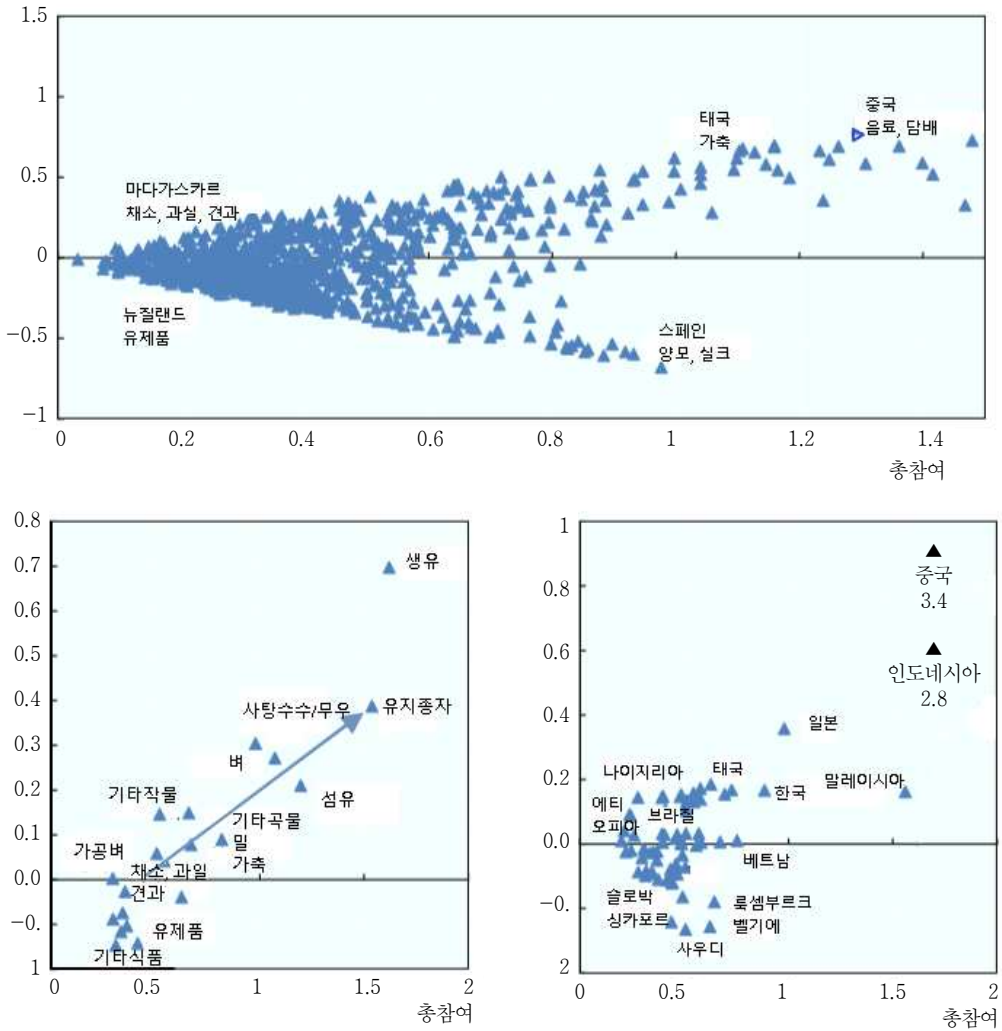 1.5
1
0.5
0
−0.5
−1
중국
음료, 담배
태국
가축
마다가스카르
채소, 과실, 견과
뉴질랜드
유제품
스페인
양모, 실크
0 0.2 0.4 0.6 0.8 1 1.2 1.4
총참여
0.8
0.7
0.6
0.5
0.4
0.3
0.2
0.1
0.0
−0.
1
생유
사탕수수/무우
유지종자
벼
섬유
기타작물
기타곡물
밀
가축
가공벼
채소, 과일
견과
유제품
기타식품
0 0.5 1 1.5 2
총참여
1
0.8
0.6
0.4
0.2
0.0
−0.
2
중국
3.4
인도네시아
2.8
일본
나이지리아
태국
말레이시아
한국
에티
오피아
브라질
베트남
슬로박
싱카포르
룩셈부르크
벨기에
사우디
0 0.5 1 1.5 2
총참여